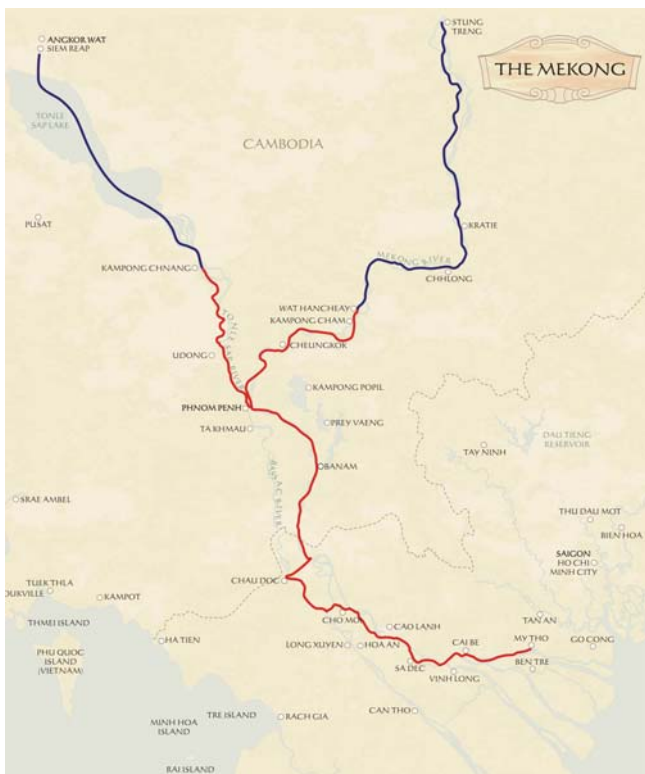 STUNG
TRENG
ANGKOR WAT
SIEM REAP
THE MEKONG
TONLE
SAP LAKE
CAMBODIA
PUSAT
KRATIE
MEKONG RIVER
KAMPONG CHNANG
CHHLONG
WAT HANCHEAY
KAMPONG CHAM
CHELINGKOK
UDONG
KAMPONG POPIL
PHNOM PENH
PREY VAENG
TA KHMAU
DAU TIENG
RESERVOIR
TAY NINH
BANAM
SRAE AMBEL
THU DAU MOT
BIEN HOA
SAIGON
HO CHI
MINH CITY
CHAU DOC
TUEK THLA
OUKVILLE
KAMPOT
THMEI ISLAND
CHO MOI
CAO LANH
TAN AN
HA TIEN
LONG XUYEN
HOA AN
CAI BE
MY THO
GO CONG
PHU QUOC
ISLAND
(VIETNAM)
SA DEC
BEN TRE
VINH LONG
CAN THO
TRE ISLAND
RACH GIA
MINH HOA
ISLAND
RAI ISLAND